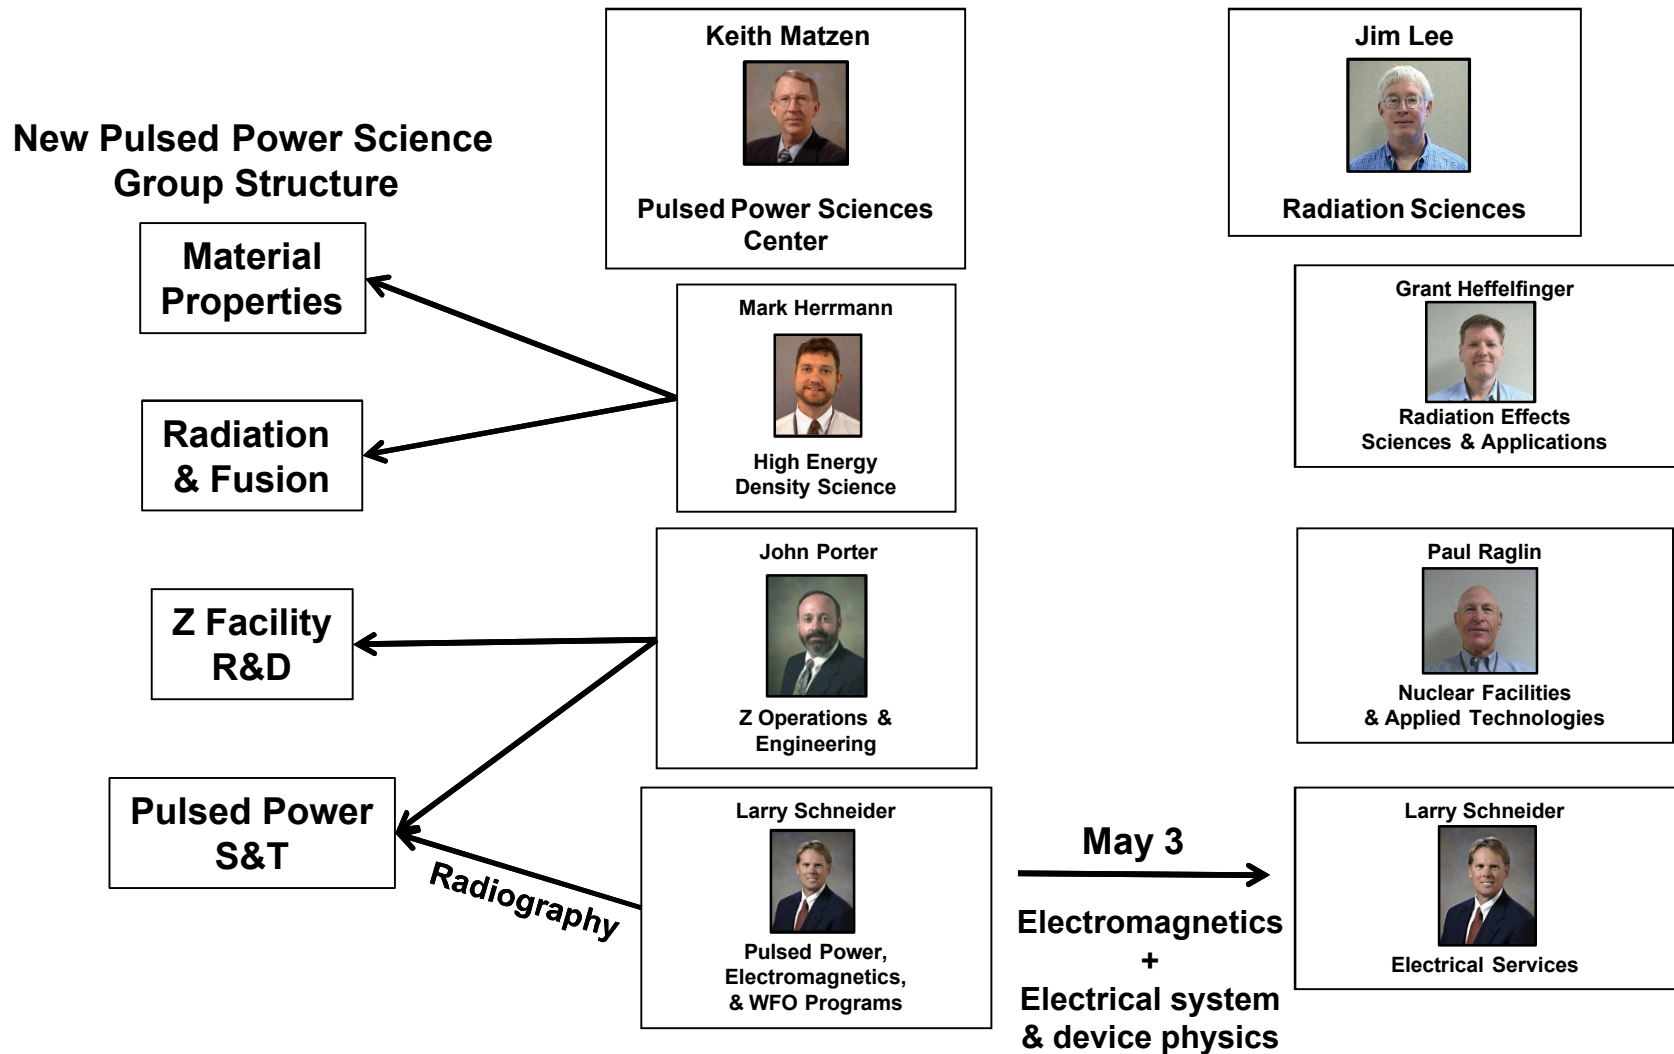 New Pulsed Power Science
Group Structure
Material
Properties
Radiation
& Fusion
Z Facility
R&D
Pulsed Power
S&T
Radiography
Keith Matzen
Pulsed Power Sciences
Center
Mark Herrmann
High Energy
Density Science
John Porter
Z Operations &
Engineering
Larry Schneider
Pulsed Power,
Electromagnetics,
& WFO Programs
May 3
Electromagnetics
+
Electrical system
& device physics
Jim Lee
Radiation Sciences
Grant Heffelfinger
Radiation Effects
Sciences & Applications
Paul Raglin
Nuclear Facilities
& Applied Technologies
Larry Schneider
Electrical Services